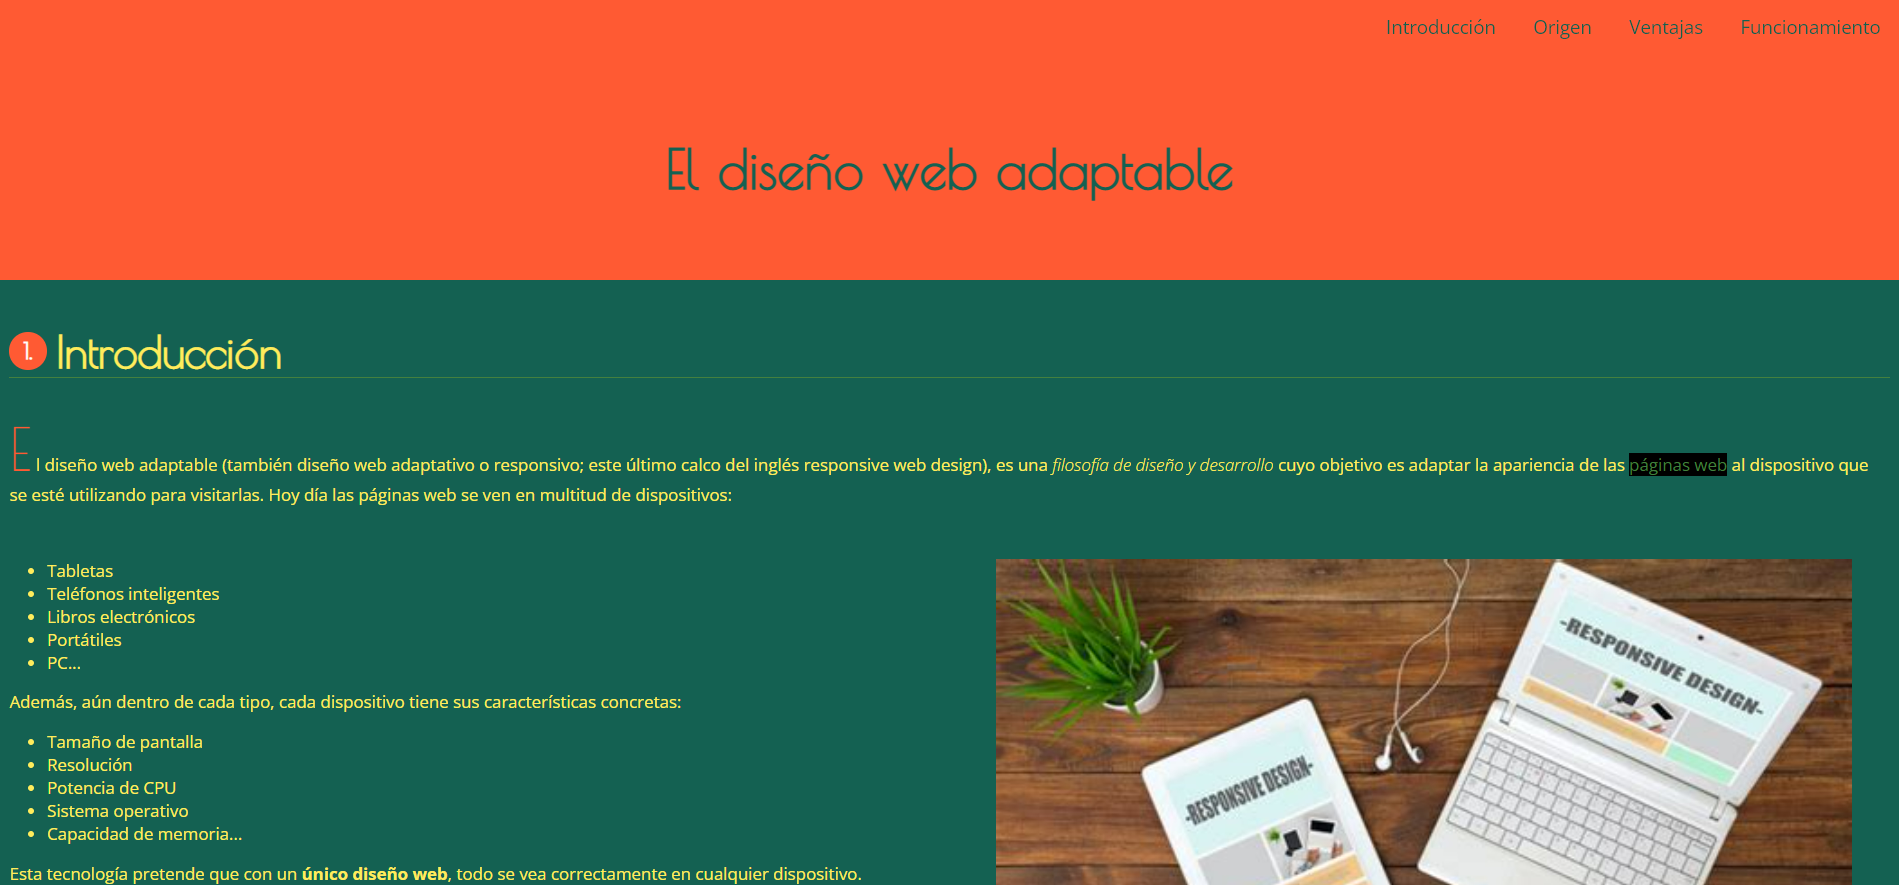 Introducción Origen Ventajas Funcionamiento
El diseño web adaptable
1. Introducción
El diseño web adaptable (también diseño web adaptativo o responsivo; este último calco del inglés responsive web design), es una filosofía de diseño y desarrollo cuyo objetivo es adaptar la apariencia de las páginas web al dispositivo que
se esté utilizando para visitarlas. Hoy día las páginas web se ven en multitud de dispositivos:
• Tabletas
• Teléfonos inteligentes
• Libros electrónicos
• Portátiles
• PC...
Además, aún dentro de cada tipo, cada dispositivo tiene sus características concretas:
• Tamaño de pantalla
• Resolución
• Potencia de CPU
• Sistema operativo
• Capacidad de memoria...
Esta tecnología pretende que con un único diseño web, todo se vea correctamente en cualquier dispositivo.
-RESPONSIVE DESIGN-
-RESPONSIVE DESIGN-